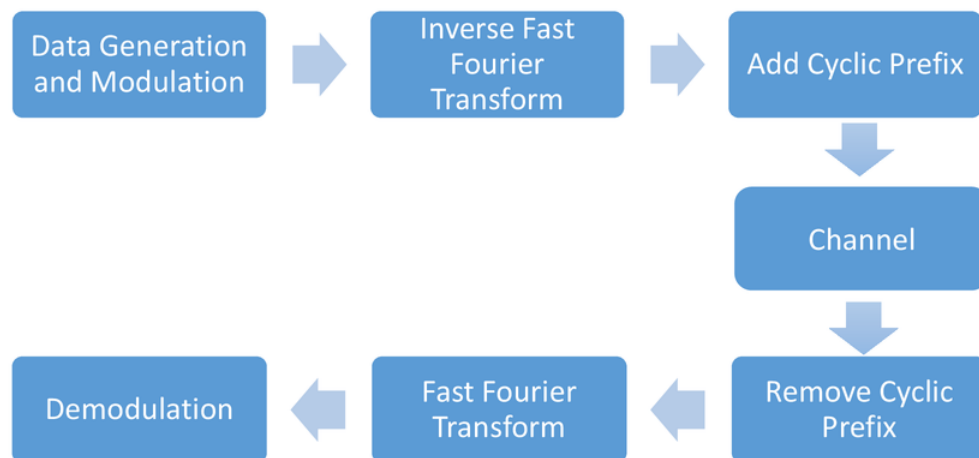 Data Generation
and Modulation
Inverse Fast
Fourier
Transform
Add Cyclic Prefix
Channel
Remove Cyclic
Prefix
Fast Fourier
Transform
Demodulation